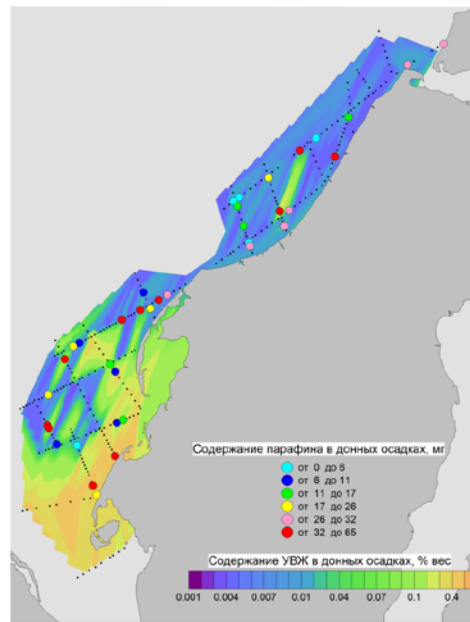 Содержание парафина в донных осадках, мг
от 0 до 6
от 6 до 11
от 11 до 17
от 17 до 26
от 26 до 32
от 32 до 65
Содержание УВЖ в донных осадках, % вес
0.001 0.004 0.007 0.01 0.04 0.07 0.1 0.4